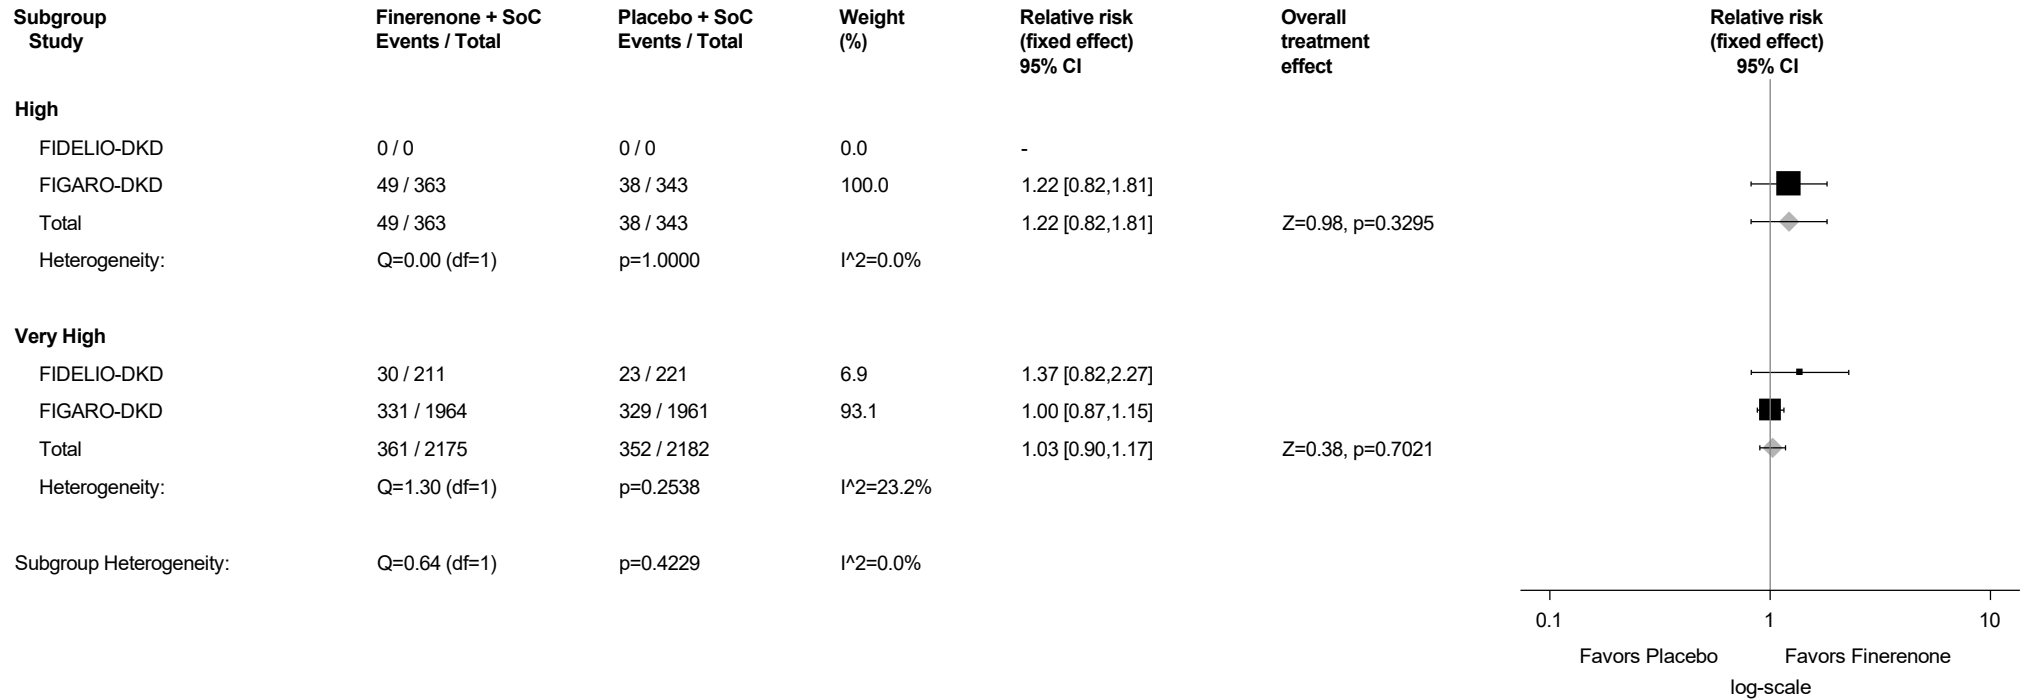 Subgroup Finerenone + SoC Placebo + SoC Weight Relative risk Overall Relative risk
Study Events / Total Events / Total (%) (fixed effect) treatment (fixed effect)
95% CI effect 95% CI
High
FIDELIO-DKD 0 / 0 0 / 0 0.0 -
FIGARO-DKD 49 / 363 38 / 343 100.0 1.22 [0.82,1.81]
Total 49 / 363 38 / 343 1.22 [0.82,1.81] Z=0.98, p=0.3295
Heterogeneity: Q=0.00 (df=1) p=1.0000 I^2=0.0%
Very High
FIDELIO-DKD 30 / 211 23 / 221 6.9 1.37 [0.82,2.27]
FIGARO-DKD 331 / 1964 329 / 1961 93.1 1.00 [0.87,1.15]
Total 361 / 2175 352 / 2182 1.03 [0.90,1.17] Z=0.38, p=0.7021
Heterogeneity: Q=1.30 (df=1) p=0.2538 I^2=23.2%
Subgroup Heterogeneity: Q=0.64 (df=1) p=0.4229 I^2=0.0%
0.1 1 10
Favors Placebo Favors Finerenone
log-scale